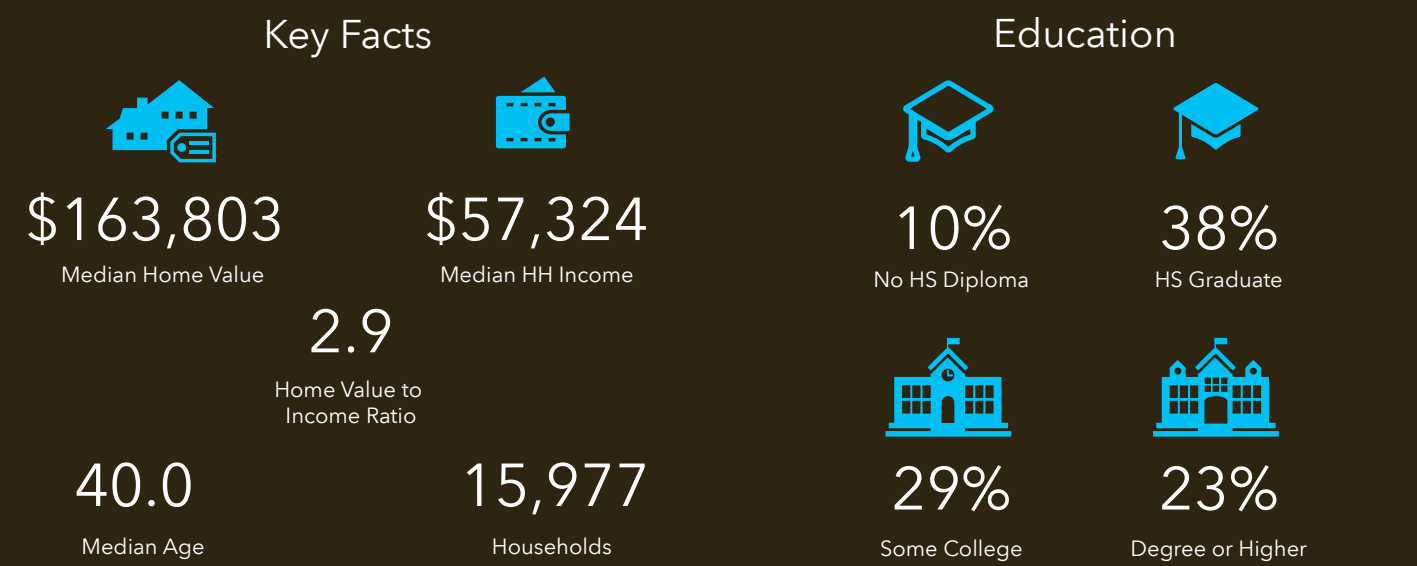 Key Facts
$163,803
Median Home Value
$57,324
Median HH Income
2.9
Home Value to
Income Ratio
40.0
Median Age
15,977
Households
Education
10%
No HS Diploma
38%
HS Graduate
29%
Some College
23%
Degree or Higher